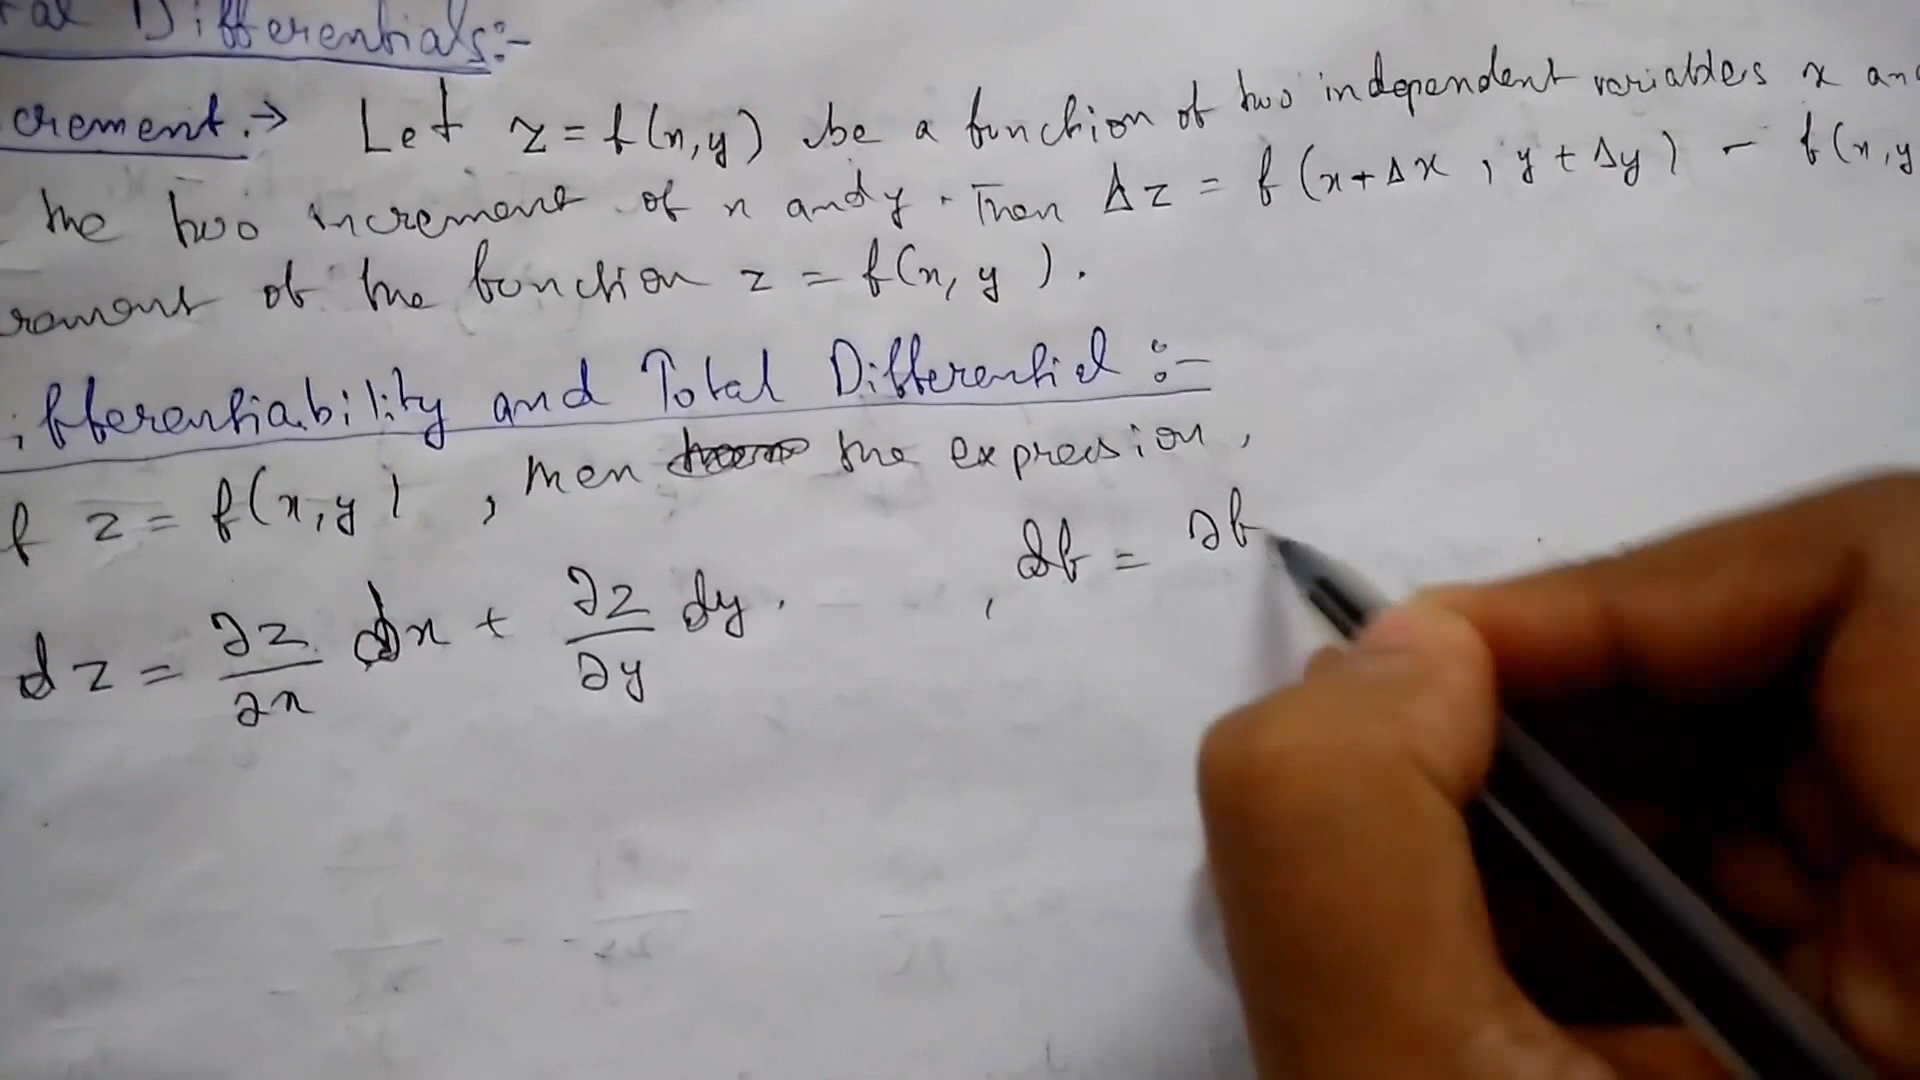 Differentials:-
crement. → Let z = f(x, y) be a function of two independent variables x an
the two increment of x and y. Then Δz = f(x+Δx, y+Δy) - f(x, y
rement of the function z = f(x, y).
ifferentiability and Total Differential :-
f z = f(x, y), then the expression,
dz = ∂z/∂x dx + ∂z/∂y dy. , df = ∂f